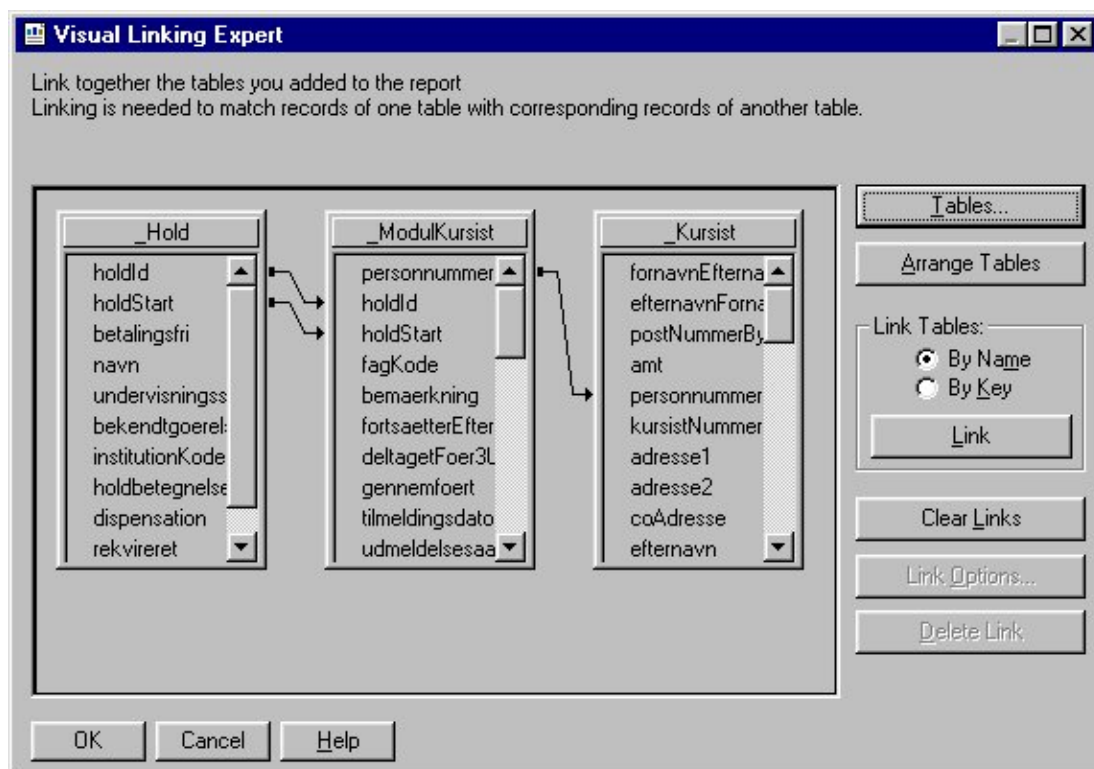 Visual Linking Expert
Link together the tables you added to the report
Linking is needed to match records of one table with corresponding records of another table.
_Hold
holdId
holdStart
betalingsfri
navn
undervisningss
bekendtgoerels
institutionKode
holdbetegnelse
dispensation
rekvireret
_ModulKursist
personnummer
holdId
holdStart
fagKode
bemaerkning
fortsaetterEfter
deltagetFoer3L
gennemfoert
tilmeldingsdato
udmeldelsesaa
_Kursist
fornavnEfterna
efternavnForna
postNummerBy
amt
personnummer
kursistNummer
adresse1
adresse2
coAdresse
efternavn
Tables...
Arrange Tables
Link Tables:
By Name
By Key
Link
Clear Links
Link Options...
Delete Link
OK
Cancel
Help